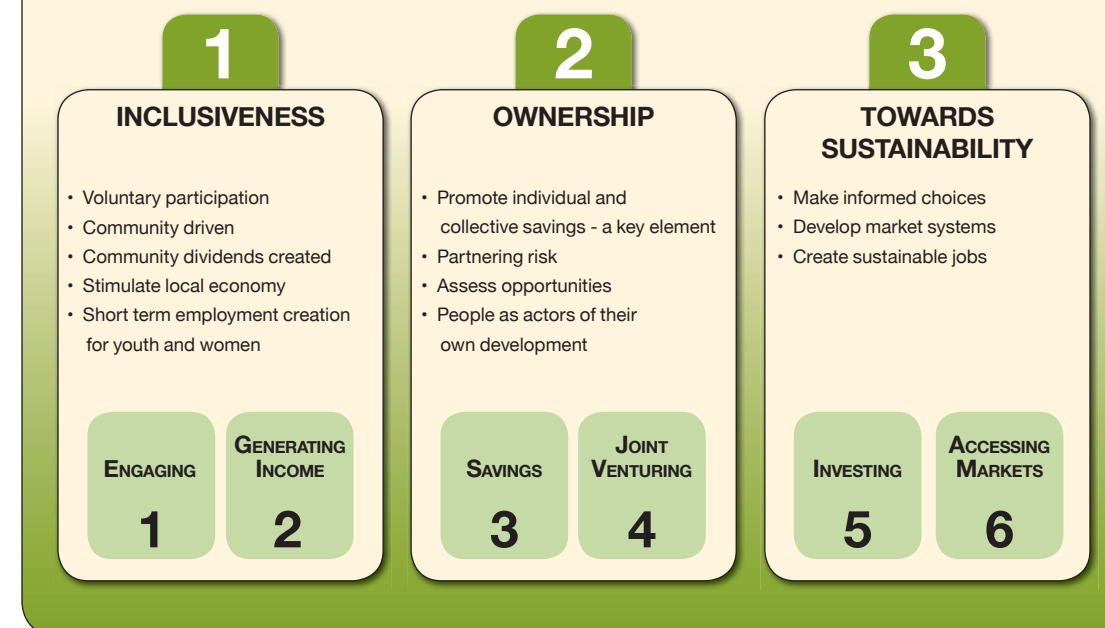 1
INCLUSIVENESS
• Voluntary participation
• Community driven
• Community dividends created
• Stimulate local economy
• Short term employment creation
for youth and women
ENGAGING
1
GENERATING
INCOME
2
2
OWNERSHIP
• Promote individual and
collective savings - a key element
• Partnering risk
• Assess opportunities
• People as actors of their
own development
SAVINGS
3
JOINT
VENTURING
4
3
TOWARDS
SUSTAINABILITY
• Make informed choices
• Develop market systems
• Create sustainable jobs
INVESTING
5
ACCESSING
MARKETS
6